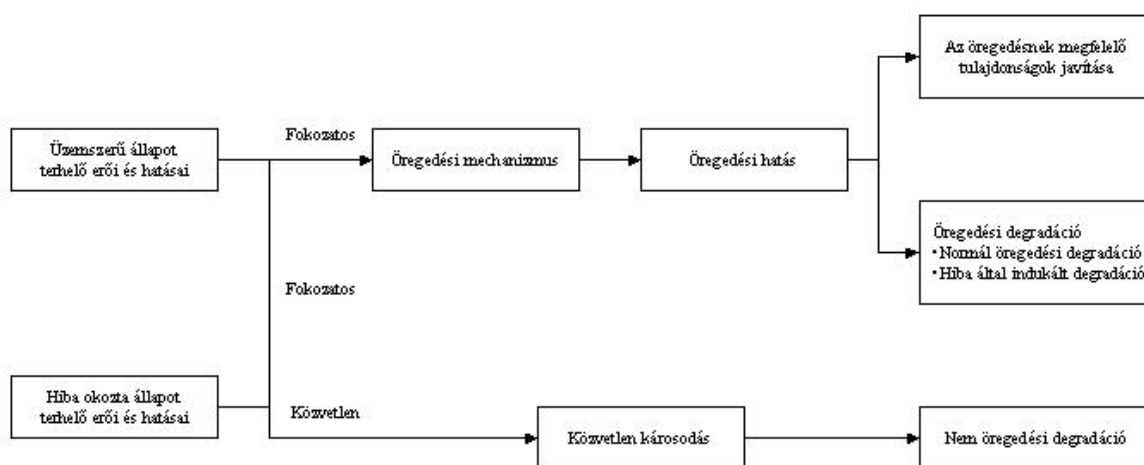 Az öregedésnek megfelelő
tulajdonságok javítása
Üzemszerű állapot
terhelő erői és hatásai
Fokozatos
Öregedési mechanizmus
Öregedési hatás
Öregedési degradáció
•Normál öregedési degradáció
•Hiba által indukált degradáció
Fokozatos
Hiba okozta állapot
terhelő erői és hatásai
Közvetlen
Közvetlen károsodás
Nem öregedési degradáció